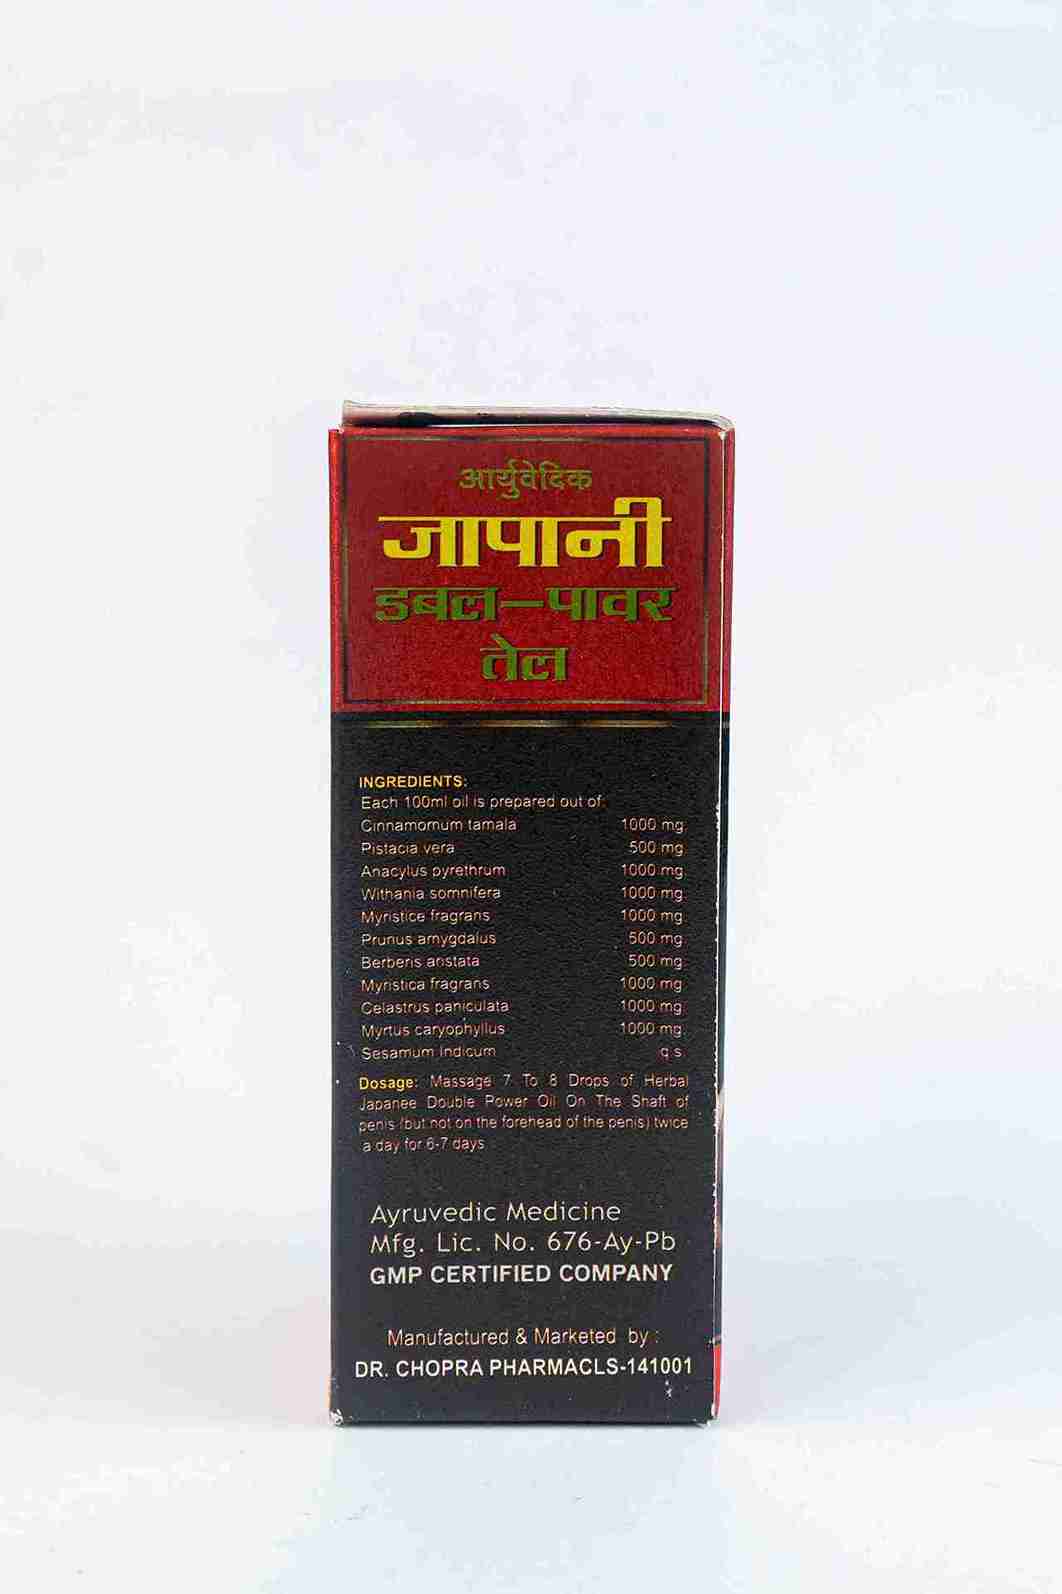 आर्युवेदिक
जापानी
डबल-पावर
तेल
INGREDIENTS:
Each 100ml oil is prepared out of:
Cinnamomum tamala 1000 mg.
Pistacia vera 500 mg.
Anacylus pyrethrum 1000 mg.
Withania somnifera 1000 mg.
Myristice fragrans 1000 mg.
Prunus amygdalus 500 mg.
Berberis aristata 500 mg.
Myristica fragrans 1000 mg.
Celastrus paniculata 1000 mg.
Myrtus caryophyllus 1000 mg.
Sesamum Indicum q.s.
Dosage: Massage 7 To 8 Drops of Herbal
Japanee Double Power Oil On The Shaft of
penis (but not on the forehead of the penis) twice
a day for 6-7 days
Ayruvedic Medicine
Mfg. Lic. No. 676-Ay-Pb
GMP CERTIFIED COMPANY
Manufactured & Marketed by :
DR. CHOPRA PHARMACLS-141001